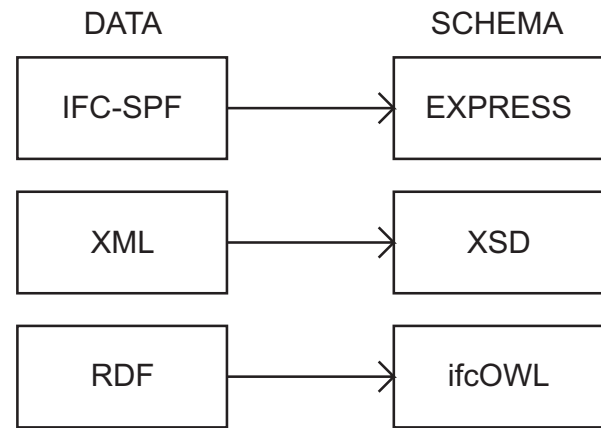 DATA SCHEMA
IFC-SPF EXPRESS
XML XSD
RDF ifcOWL